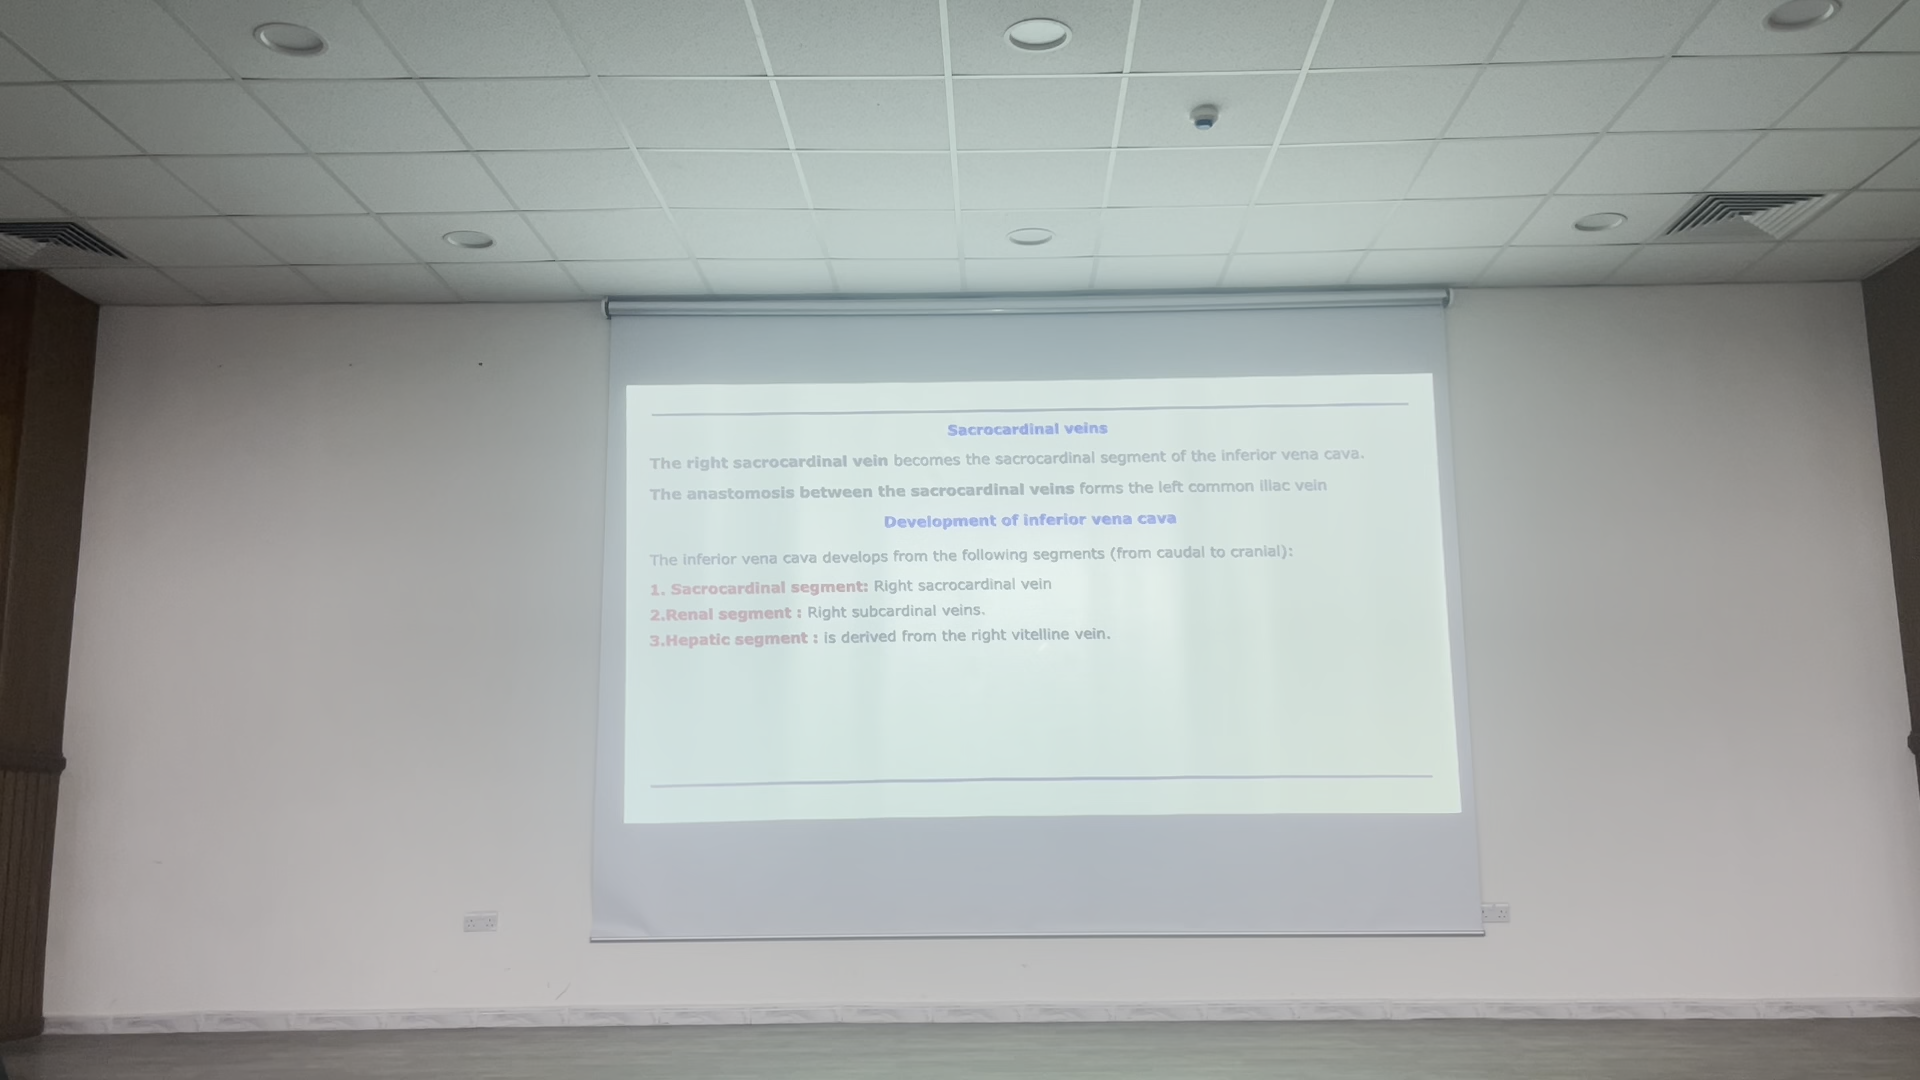 Sacrocardinal veins
The right sacrocardinal vein becomes the sacrocardinal segment of the inferior vena cava.
The anastomosis between the sacrocardinal veins forms the left common iliac vein
Development of inferior vena cava
The inferior vena cava develops from the following segments (from caudal to cranial):
1. Sacrocardinal segment: Right sacrocardinal vein
2.Renal segment : Right subcardinal veins.
3.Hepatic segment : is derived from the right vitelline vein.